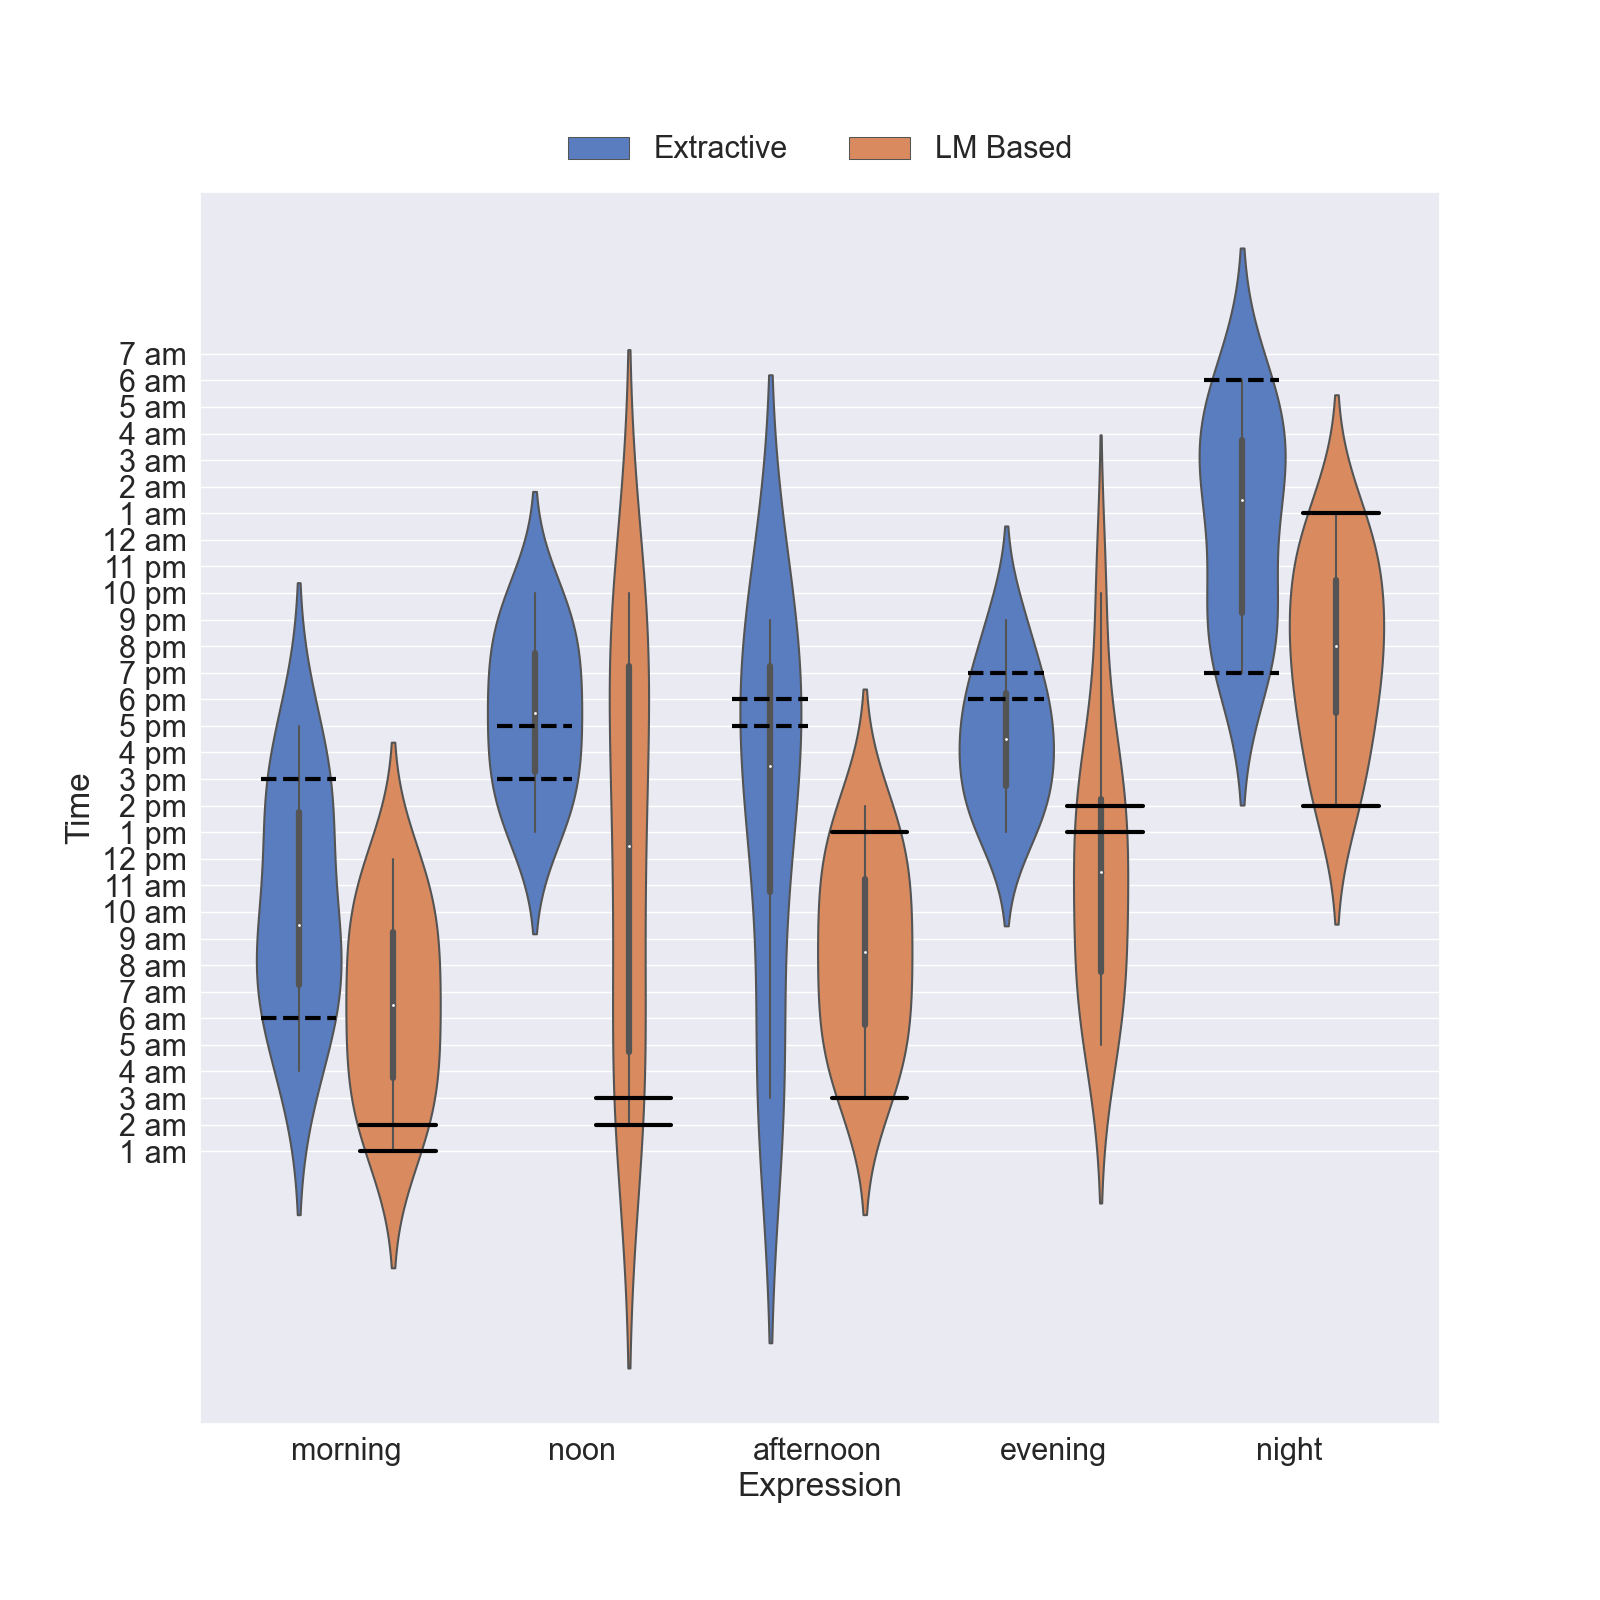 Extractive LM Based
7 am
6 am
5 am
4 am
3 am
2 am
1 am
12 am
11 pm
10 pm
9 pm
8 pm
7 pm
6 pm
5 pm
4 pm
3 pm
2 pm
1 pm
12 pm
11 am
10 am
9 am
8 am
7 am
6 am
5 am
4 am
3 am
2 am
1 am
Time
morning noon afternoon evening night
Expression